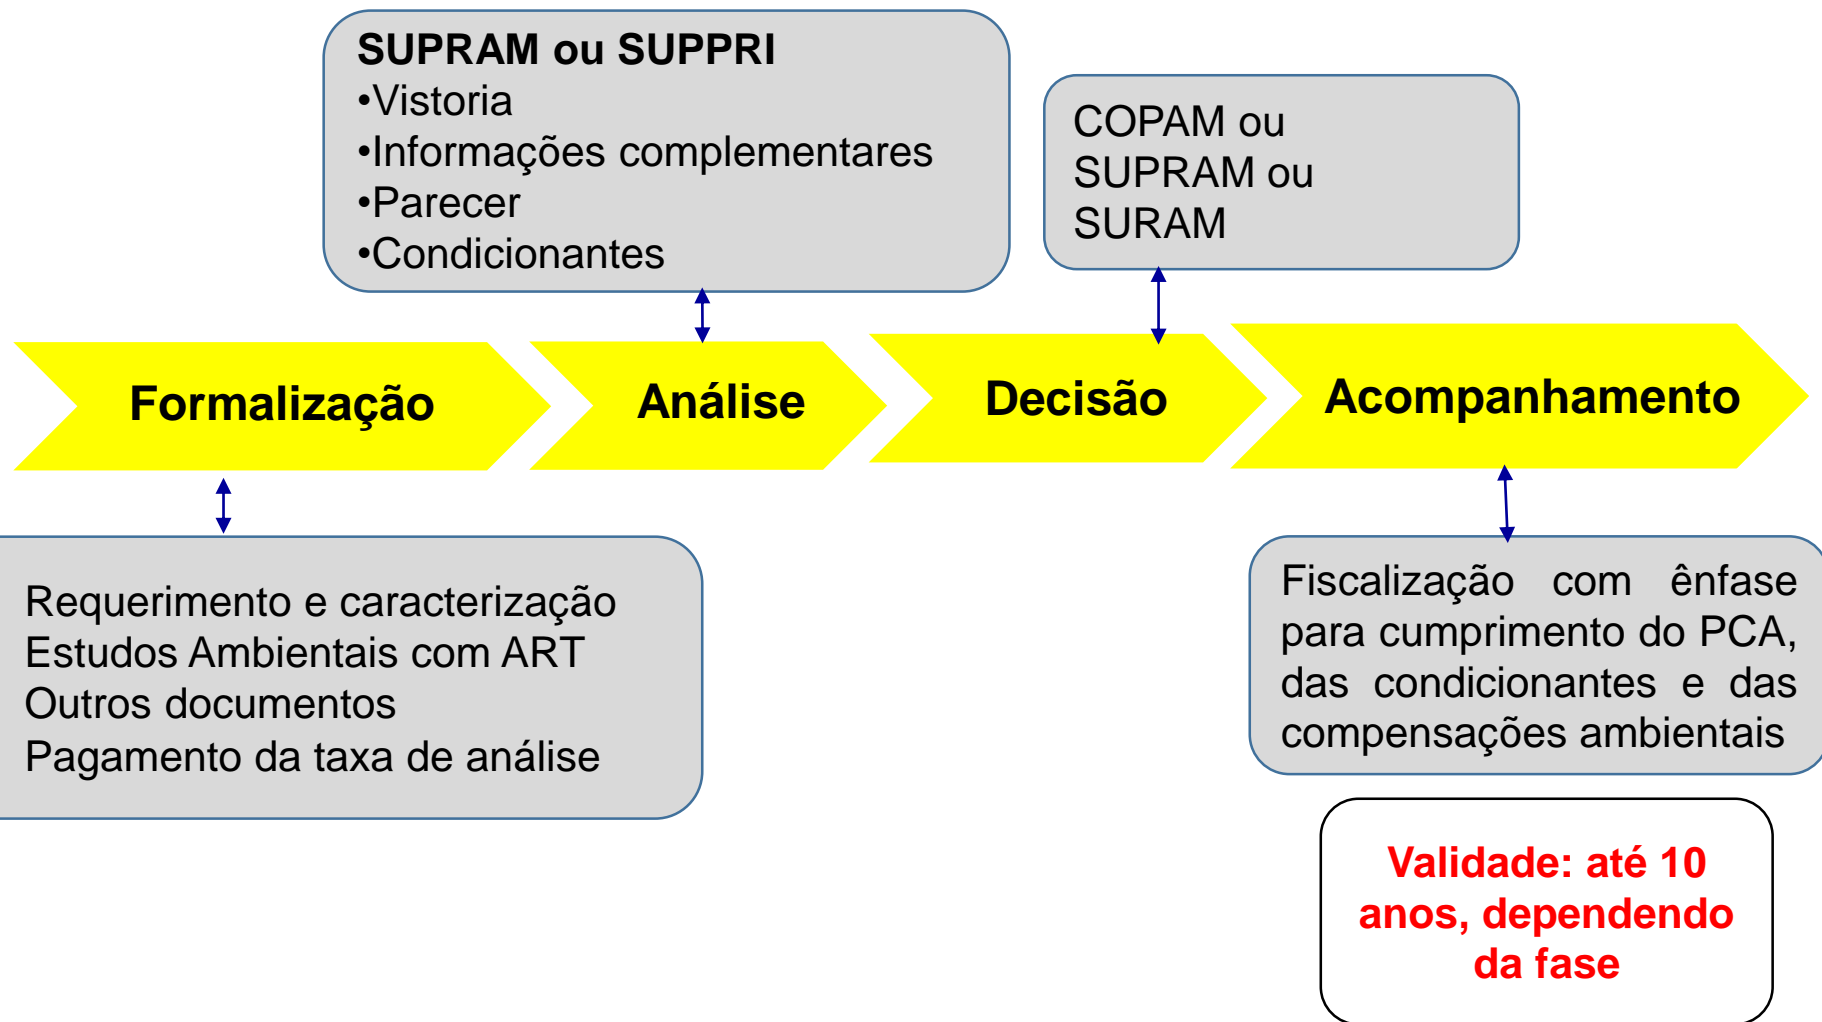 SUPRAM ou SUPPRI
•Vistoria
•Informações complementares
•Parecer
•Condicionantes
COPAM ou
SUPRAM ou
SURAM
Formalização
Análise
Decisão
Acompanhamento
Requerimento e caracterização
Estudos Ambientais com ART
Outros documentos
Pagamento da taxa de análise
Fiscalização com ênfase
para cumprimento do PCA,
das condicionantes e das
compensações ambientais
Validade: até 10
anos, dependendo
da fase